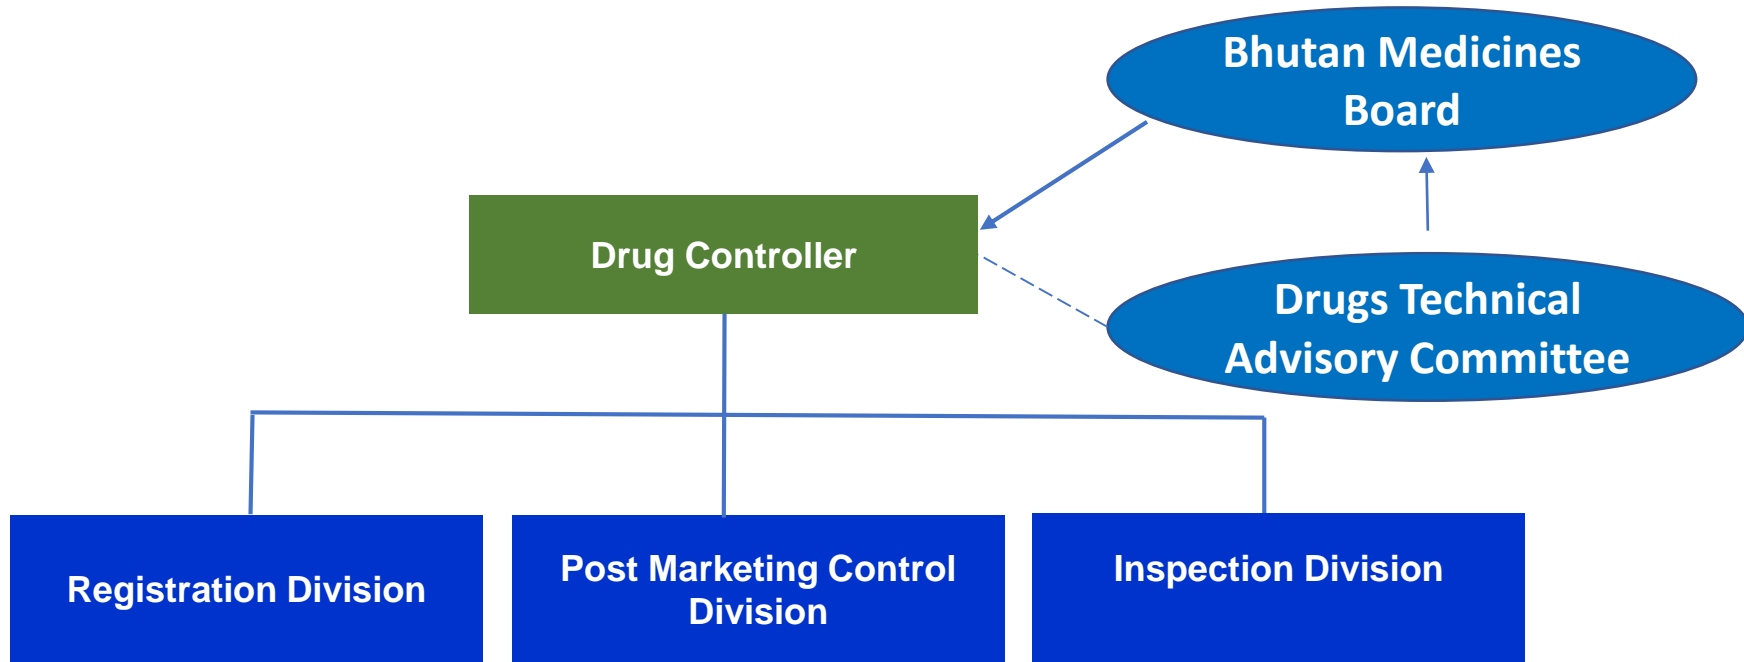 Bhutan Medicines
Board
Drug Controller
Drugs Technical
Advisory Committee
Registration Division
Post Marketing Control
Division
Inspection Division